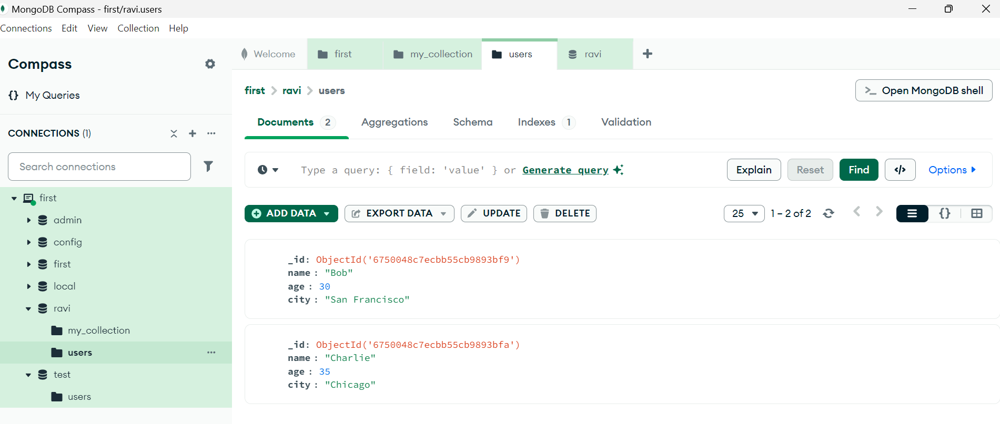 MongoDB Compass - first/ravi.users
Connections Edit View Collection Help
Compass
{} My Queries
CONNECTIONS (1)
Search connections
first
admin
config
first
local
ravi
my_collection
users
test
users
Welcome first my_collection users ravi
first > ravi > users
>_ Open MongoDB shell
Documents 2 Aggregations Schema Indexes 1 Validation
Type a query: { field: 'value' } or Generate query
Explain Reset Find </> Options
ADD DATA EXPORT DATA UPDATE DELETE
25 1 – 2 of 2 {}
_id: ObjectId('6750048c7ecbb55cb9893bf9')
name : "Bob"
age : 30
city : "San Francisco"
_id: ObjectId('6750048c7ecbb55cb9893bfa')
name : "Charlie"
age : 35
city : "Chicago"